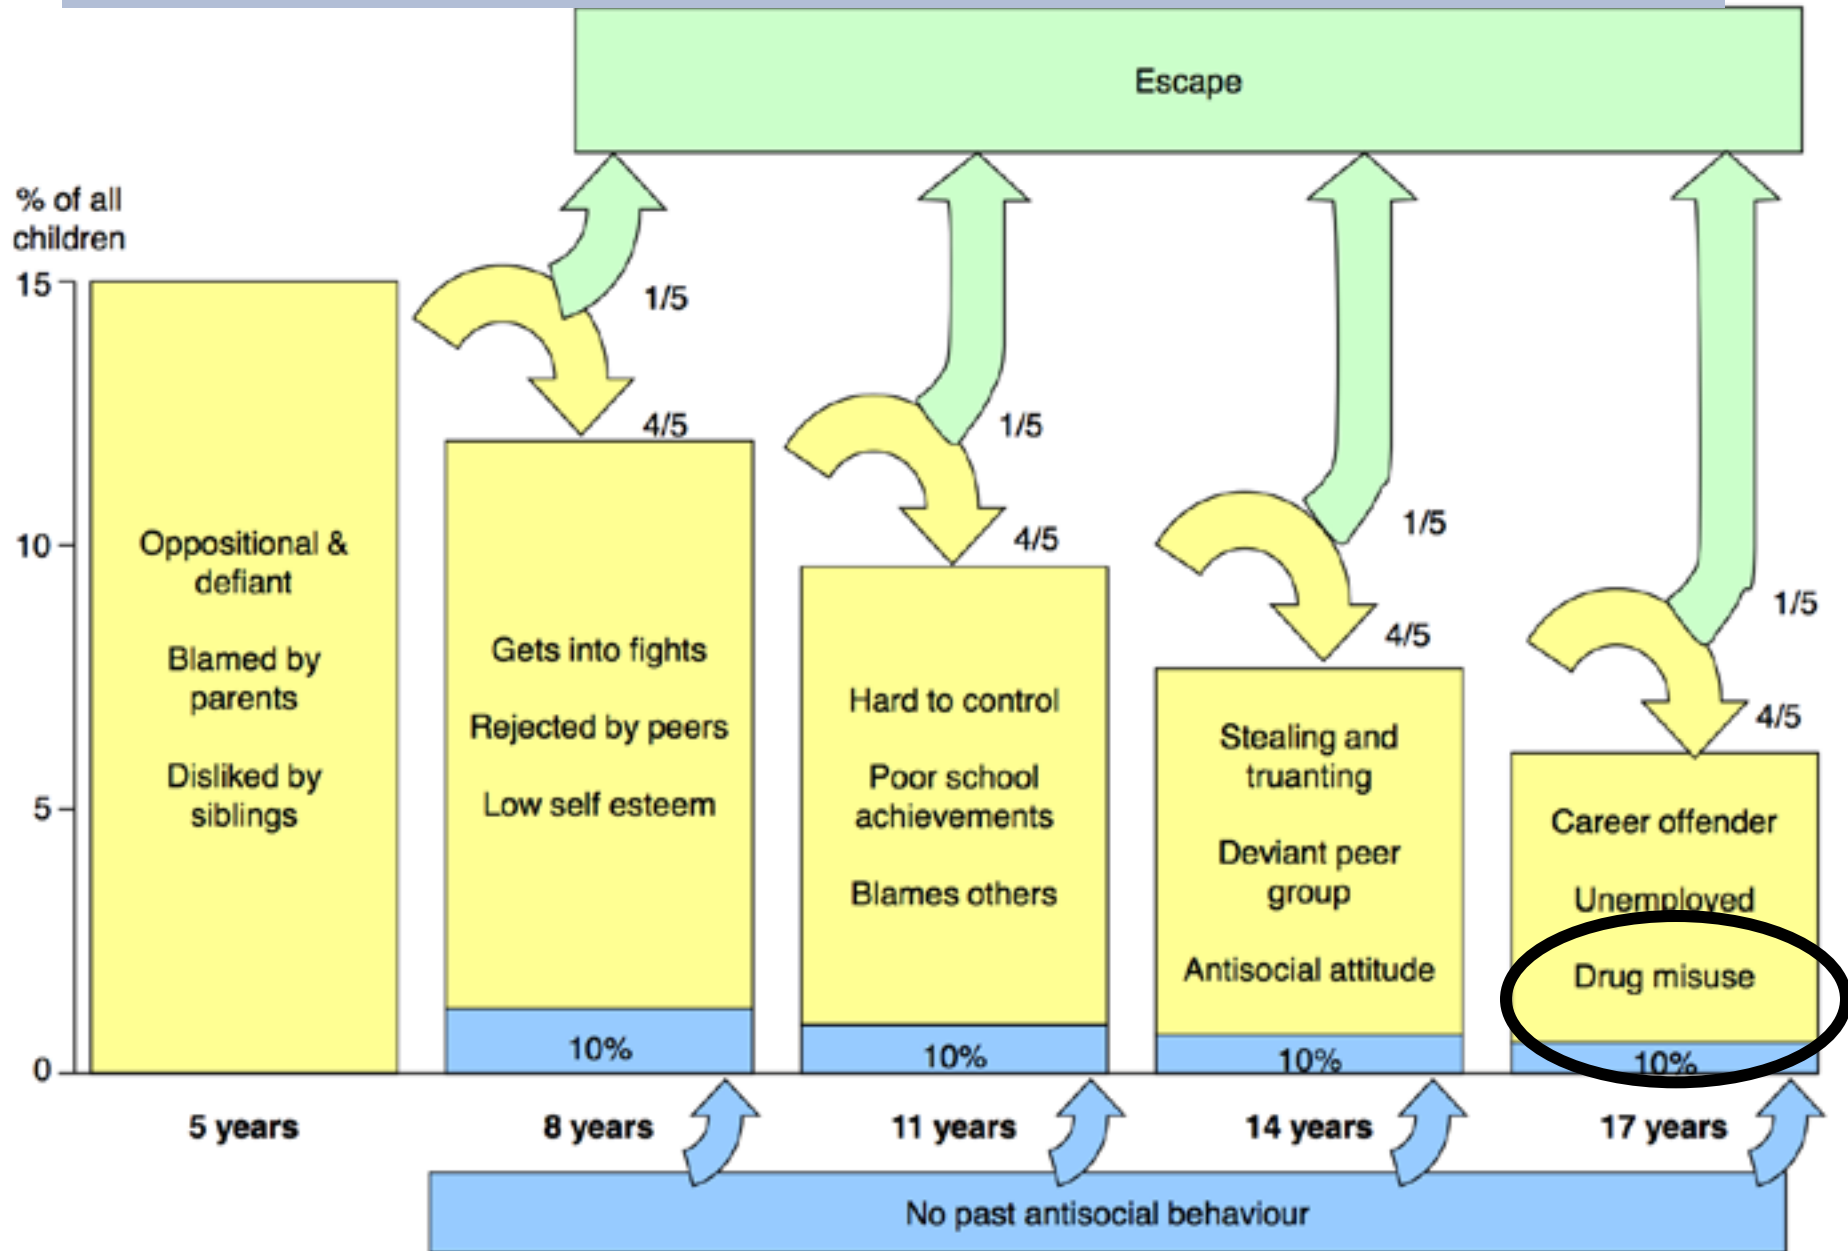 Escape
% of all
children
15
10
5
0
1/5
4/5
1/5
4/5
1/5
4/5
1/5
4/5
Oppositional &
defiant
Blamed by
parents
Disliked by
siblings
Gets into fights
Rejected by peers
Low self esteem
10%
Hard to control
Poor school
achievements
Blames others
10%
Stealing and
truanting
Deviant peer
group
Antisocial attitude
10%
Career offender
Unemployed
Drug misuse
10%
5 years
8 years
11 years
14 years
17 years
No past antisocial behaviour